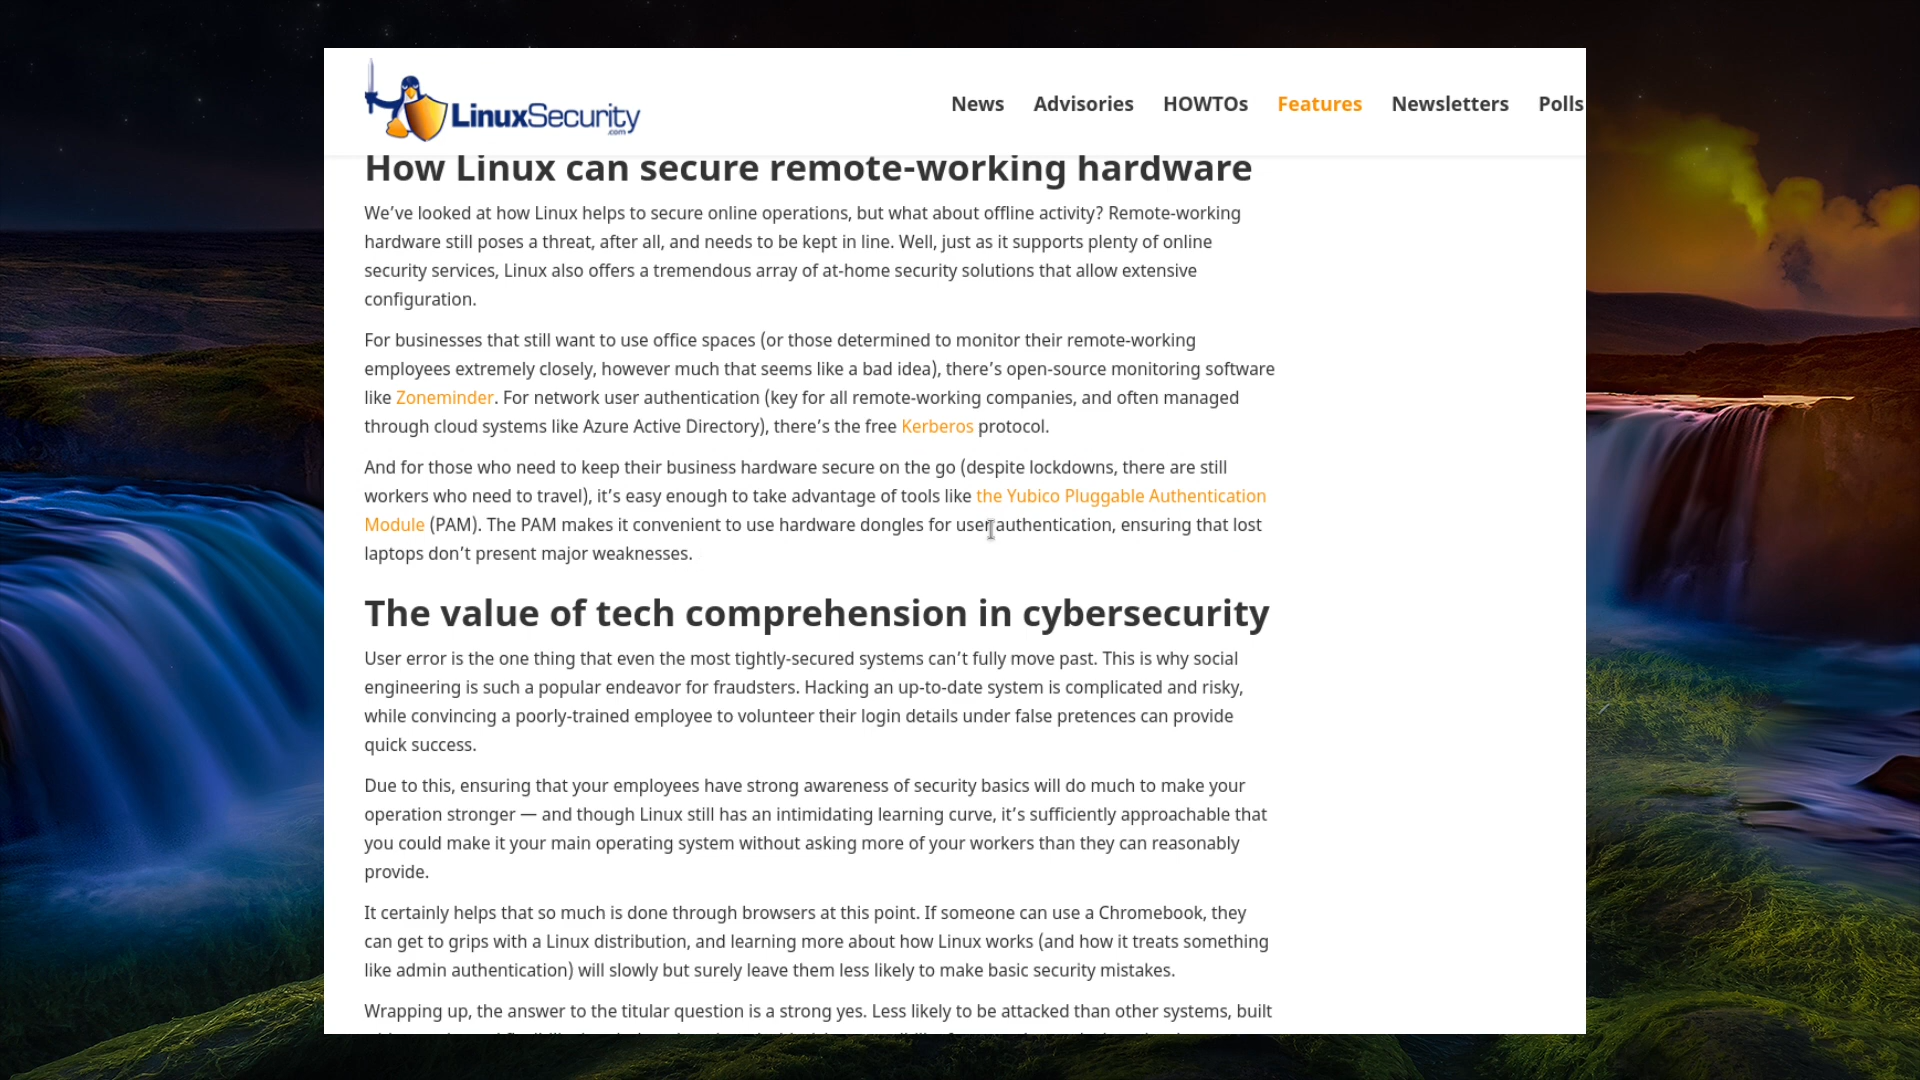 LinuxSecurity
.com
News Advisories HOWTOs Features Newsletters Polls
How Linux can secure remote-working hardware
We’ve looked at how Linux helps to secure online operations, but what about offline activity? Remote-working
hardware still poses a threat, after all, and needs to be kept in line. Well, just as it supports plenty of online
security services, Linux also offers a tremendous array of at-home security solutions that allow extensive
configuration.
For businesses that still want to use office spaces (or those determined to monitor their remote-working
employees extremely closely, however much that seems like a bad idea), there’s open-source monitoring software
like Zoneminder. For network user authentication (key for all remote-working companies, and often managed
through cloud systems like Azure Active Directory), there’s the free Kerberos protocol.
And for those who need to keep their business hardware secure on the go (despite lockdowns, there are still
workers who need to travel), it’s easy enough to take advantage of tools like the Yubico Pluggable Authentication
Module (PAM). The PAM makes it convenient to use hardware dongles for user authentication, ensuring that lost
laptops don’t present major weaknesses.
The value of tech comprehension in cybersecurity
User error is the one thing that even the most tightly-secured systems can’t fully move past. This is why social
engineering is such a popular endeavor for fraudsters. Hacking an up-to-date system is complicated and risky,
while convincing a poorly-trained employee to volunteer their login details under false pretences can provide
quick success.
Due to this, ensuring that your employees have strong awareness of security basics will do much to make your
operation stronger — and though Linux still has an intimidating learning curve, it’s sufficiently approachable that
you could make it your main operating system without asking more of your workers than they can reasonably
provide.
It certainly helps that so much is done through browsers at this point. If someone can use a Chromebook, they
can get to grips with a Linux distribution, and learning more about how Linux works (and how it treats something
like admin authentication) will slowly but surely leave them less likely to make basic security mistakes.
Wrapping up, the answer to the titular question is a strong yes. Less likely to be attacked than other systems, built